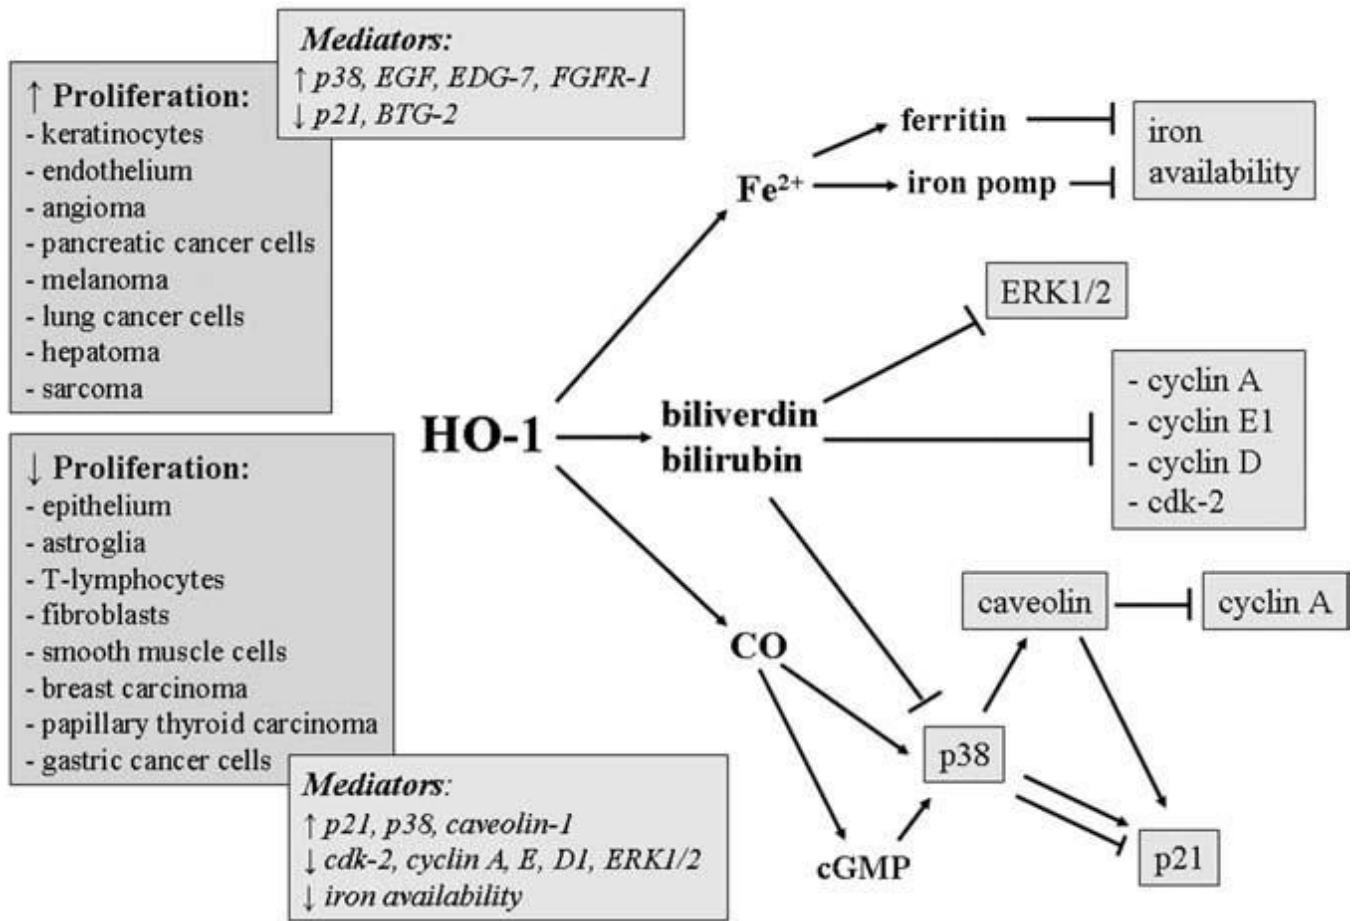 Mediators:
↑ p38, EGF, EDG-7, FGFR-1
↓ p21, BTG-2
↑ Proliferation:
- keratinocytes
- endothelium
- angioma
- pancreatic cancer cells
- melanoma
- lung cancer cells
- hepatoma
- sarcoma
↓ Proliferation:
- epithelium
- astroglia
- T-lymphocytes
- fibroblasts
- smooth muscle cells
- breast carcinoma
- papillary thyroid carcinoma
- gastric cancer cells
Mediators:
↑ p21, p38, caveolin-1
↓ cdk-2, cyclin A, E, D1, ERK1/2
↓ iron availability
HO-1
Fe²⁺
ferritin
iron pomp
iron
availability
biliverdin
bilirubin
ERK1/2
- cyclin A
- cyclin E1
- cyclin D
- cdk-2
CO
caveolin
cyclin A
p38
cGMP
p21